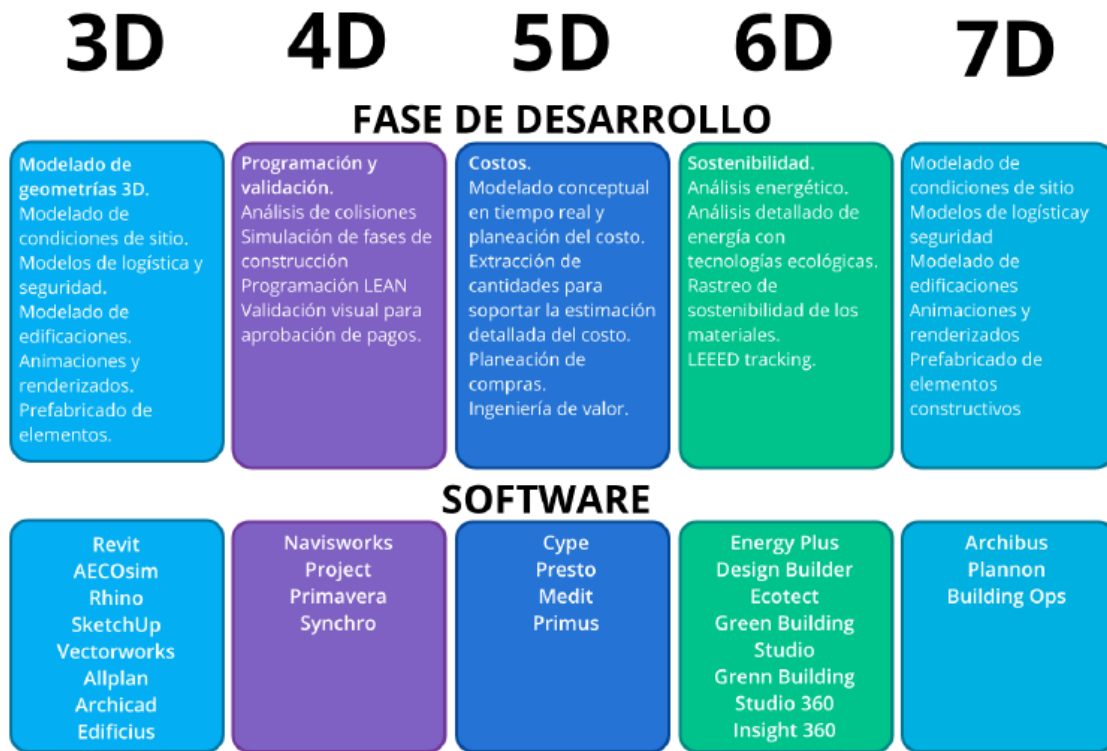 3D
4D
5D
6D
7D
FASE DE DESARROLLO
Modelado de
geometrías 3D.
Modelado de
condiciones de sitio.
Modelos de logística y
seguridad.
Modelado de
edificaciones.
Animaciones y
renderizados.
Prefabricado de
elementos.
Programación y
validación.
Análisis de colisiones
Simulación de fases de
construcción
Programación LEAN
Validación visual para
aprobación de pagos.
Costos.
Modelado conceptual
en tiempo real y
planeación del costo.
Extracción de
cantidades para
soportar la estimación
detallada del costo.
Planeación de
compras.
Ingeniería de valor.
Sostenibilidad.
Análisis energético.
Análisis detallado de
energía con
tecnologías ecológicas.
Rastreo de
sostenibilidad de los
materiales.
LEEED tracking.
Modelado de
condiciones de sitio
Modelos de logísticay
seguridad
Modelado de
edificaciones
Animaciones y
renderizados
Prefabricado de
elementos
constructivos
SOFTWARE
Revit
AECOsim
Rhino
SketchUp
Vectorworks
Allplan
Archicad
Edificius
Navisworks
Project
Primavera
Synchro
Cype
Presto
Medit
Primus
Energy Plus
Design Builder
Ecotect
Green Building
Studio
Grenn Building
Studio 360
Insight 360
Archibus
Plannon
Building Ops